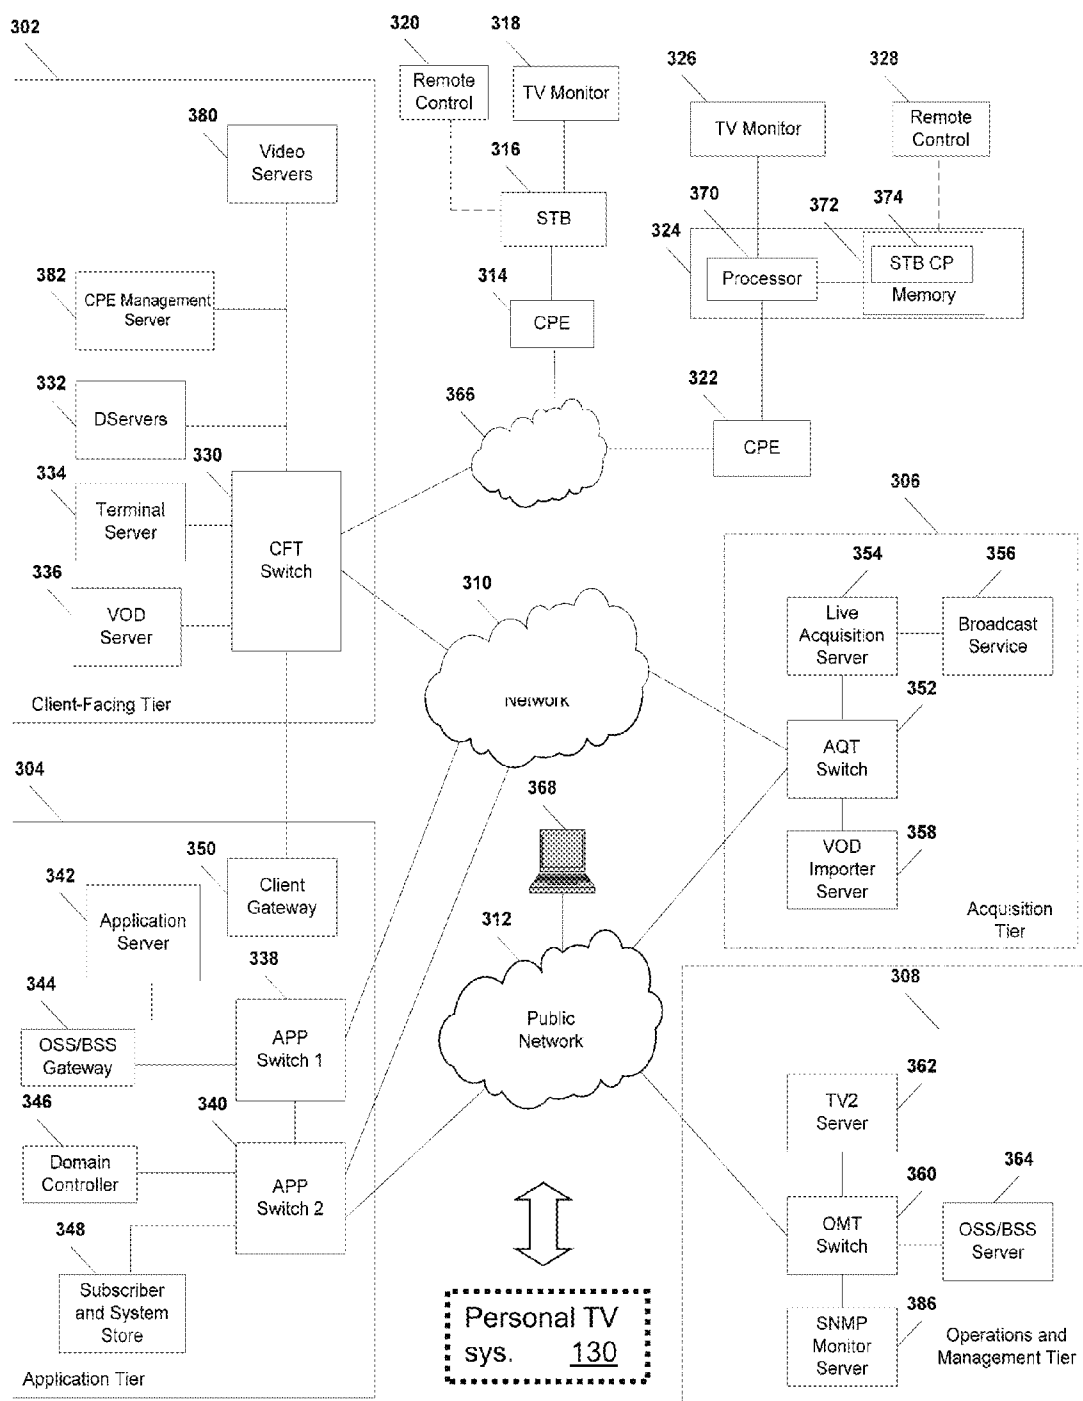 302
320
318
326
328
Remote
Control
TV Monitor
TV Monitor
Remote
Control
380
Video
Servers
316
STB
370
372
374
324
Processor
STB CP
Memory
382
CPE Management
Server
314
CPE
332
DServers
366
322
CPE
334
330
Terminal
Server
CFT
Switch
306
336
VOD
Server
310
354
356
Live
Acquisition
Server
Broadcast
Service
Client-Facing Tier
Network
352
AQT
Switch
304
368
350
Client
Gateway
358
VOD
Importer
Server
342
Application
Server
312
Acquisition
Tier
338
344
308
OSS/BSS
Gateway
APP
Switch 1
Public
Network
362
TV2
Server
346
340
Domain
Controller
APP
Switch 2
360
364
OMT
Switch
OSS/BSS
Server
348
Subscriber
and System
Store
Personal TV
sys. 130
386
SNMP
Monitor
Server
Operations and
Management Tier
Application Tier